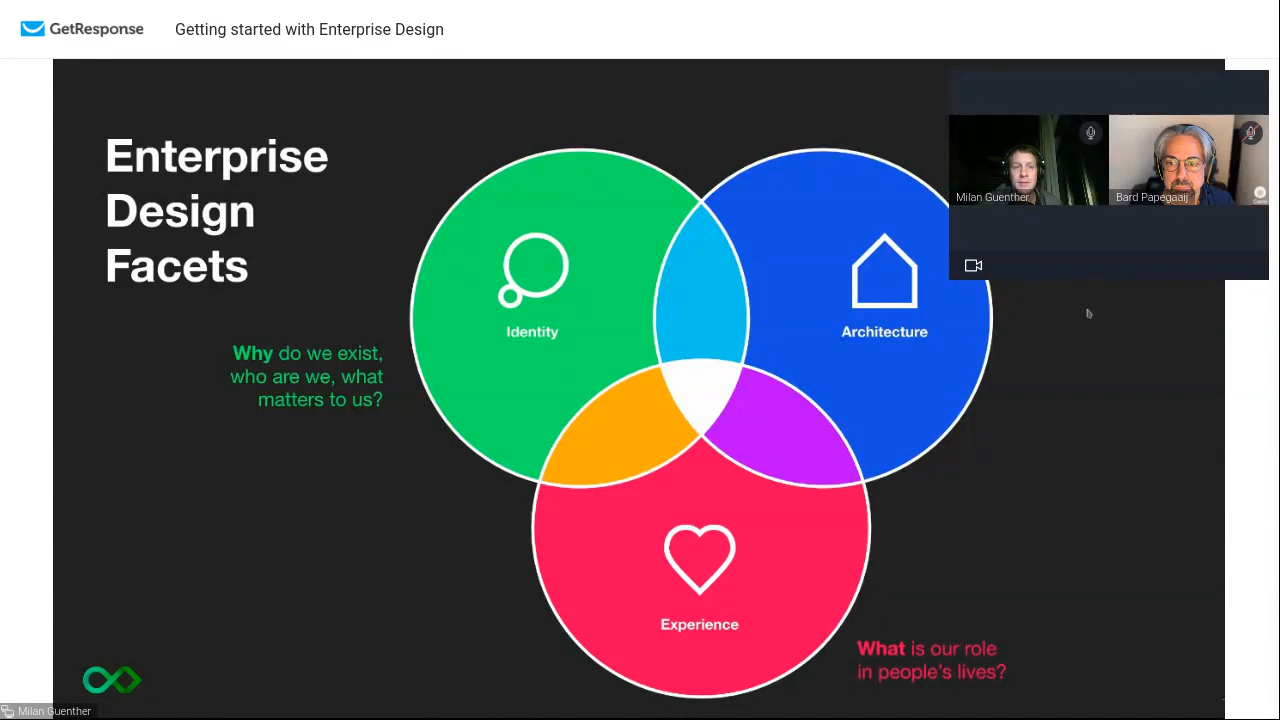 GetResponse
Getting started with Enterprise Design
Enterprise
Design
Facets
Milan Guenther
Bard Papegaaij
Identity
Architecture
Why do we exist,
who are we, what
matters to us?
Experience
What is our role
in people's lives?
Milan Guenther